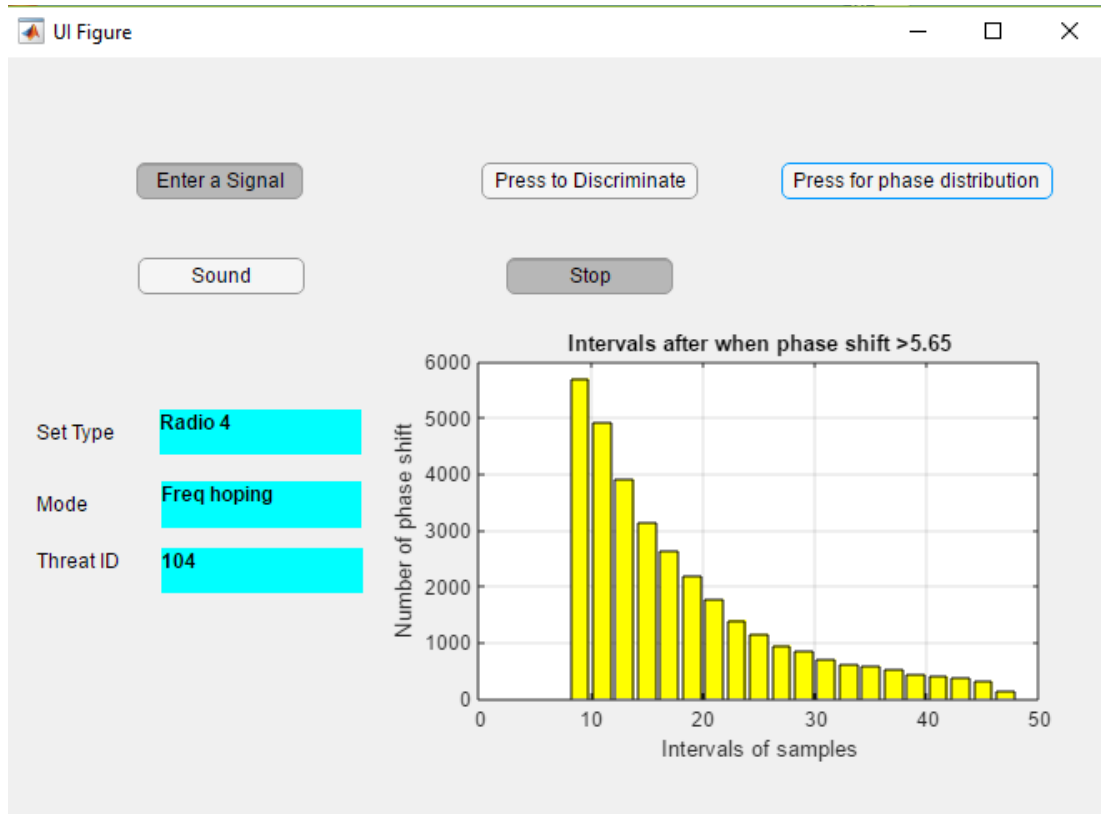 UI Figure
Enter a Signal
Press to Discriminate
Press for phase distribution
Sound
Stop
Set Type
Radio 4
Mode
Freq hoping
Threat ID
104
Intervals after when phase shift >5.65
Number of phase shift
6000
5000
4000
3000
2000
1000
0
0 10 20 30 40 50
Intervals of samples